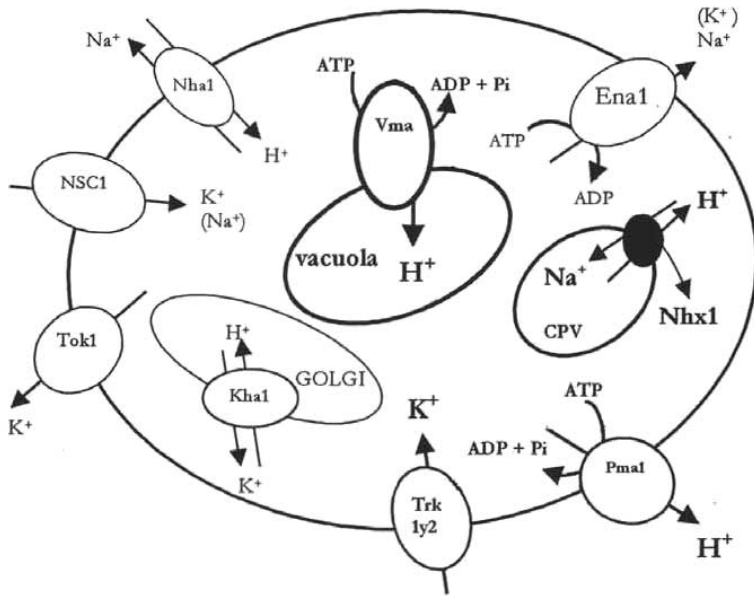 (K⁺)
Na⁺
Na⁺
Nha1
H⁺
ATP
ADP + Pi
Vma
vacuola
H⁺
Ena1
ATP
ADP
NSC1
K⁺
(Na⁺)
H⁺
Na⁺
Nhx1
CPV
Tok1
K⁺
H⁺
GOLGI
Kha1
K⁺
K⁺
Trk
1y2
ATP
ADP + Pi
Pma1
H⁺